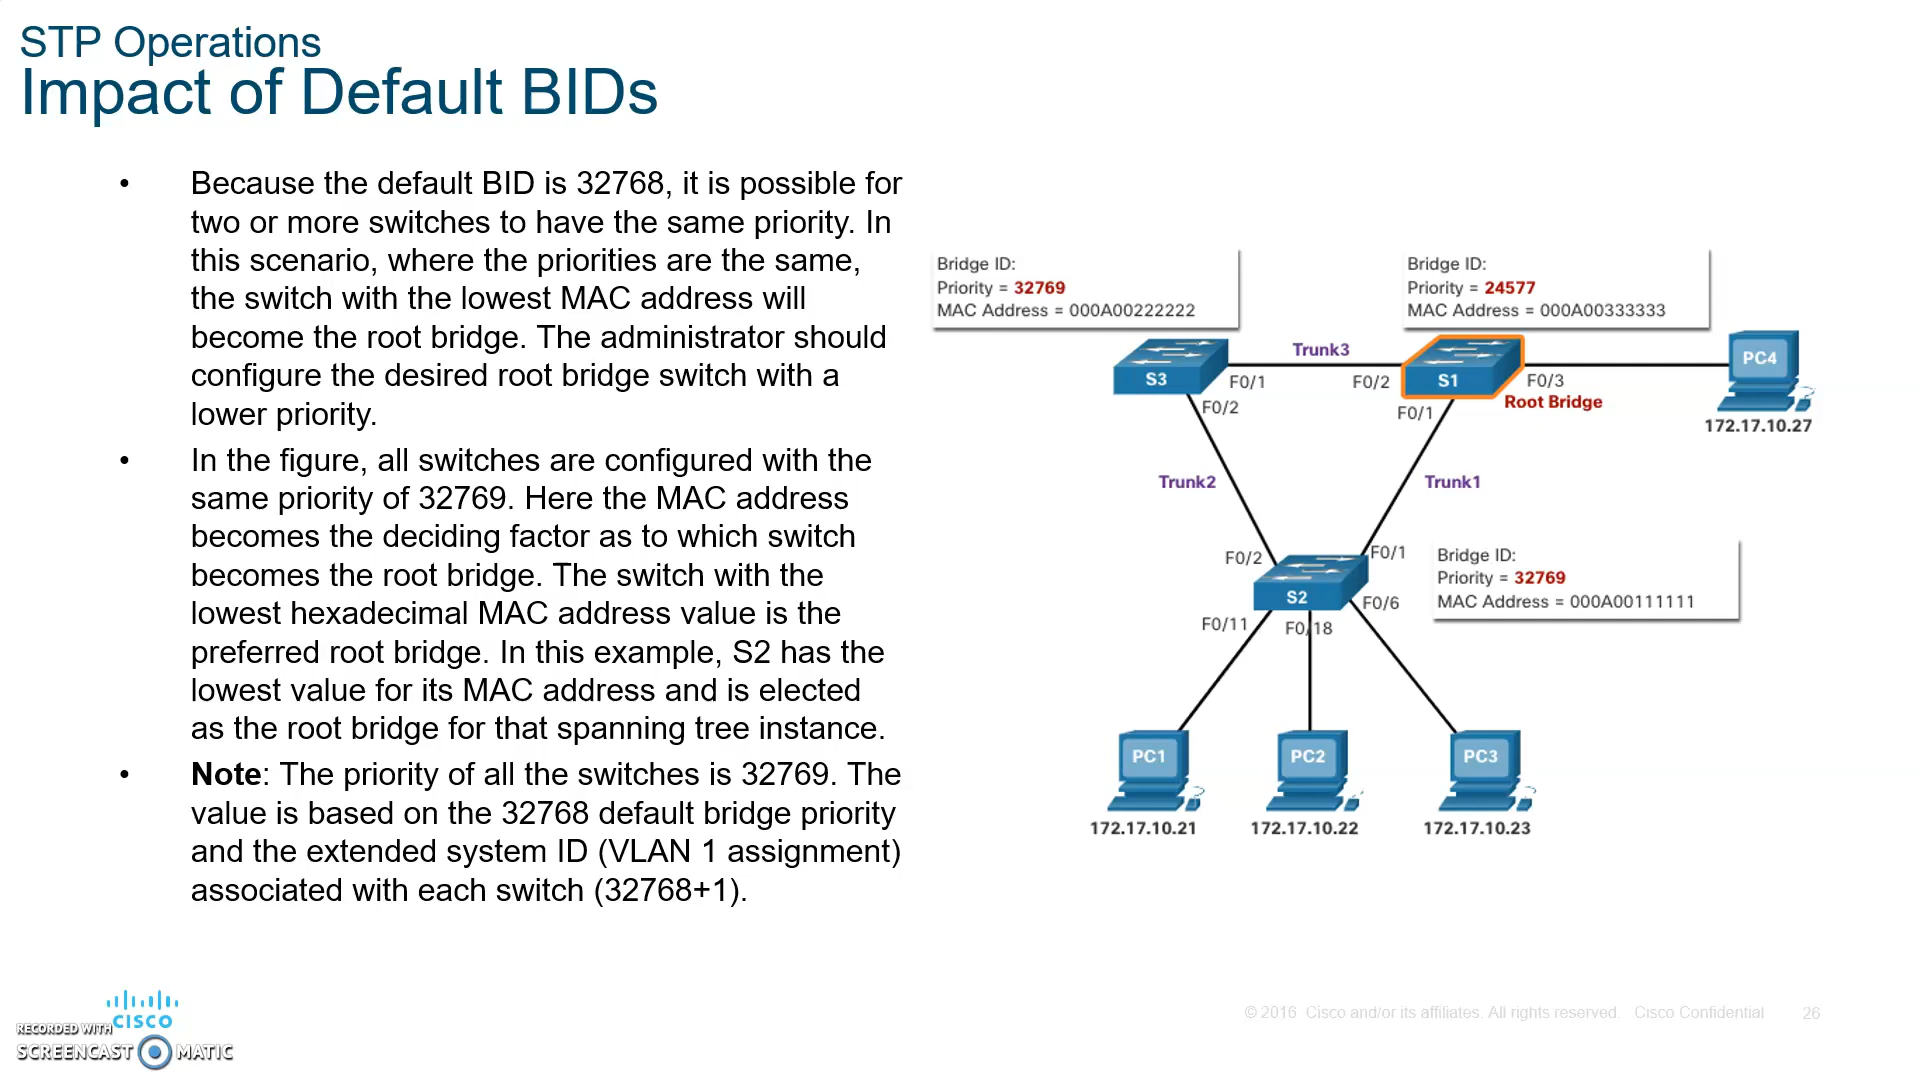 STP Operations
Impact of Default BIDs
• Because the default BID is 32768, it is possible for
two or more switches to have the same priority. In
this scenario, where the priorities are the same,
the switch with the lowest MAC address will
become the root bridge. The administrator should
configure the desired root bridge switch with a
lower priority.
• In the figure, all switches are configured with the
same priority of 32769. Here the MAC address
becomes the deciding factor as to which switch
becomes the root bridge. The switch with the
lowest hexadecimal MAC address value is the
preferred root bridge. In this example, S2 has the
lowest value for its MAC address and is elected
as the root bridge for that spanning tree instance.
• Note: The priority of all the switches is 32769. The
value is based on the 32768 default bridge priority
and the extended system ID (VLAN 1 assignment)
associated with each switch (32768+1).
Bridge ID:
Priority = 32769
MAC Address = 000A00222222
Bridge ID:
Priority = 24577
MAC Address = 000A00333333
Trunk3
S3
F0/1
F0/2
S1
F0/3
PC4
F0/2
F0/1
Root Bridge
172.17.10.27
Trunk2
Trunk1
F0/2
F0/1
S2
F0/6
Bridge ID:
Priority = 32769
MAC Address = 000A00111111
F0/11
F0/18
PC1
PC2
PC3
172.17.10.21
172.17.10.22
172.17.10.23
CISCO
RECORDED WITH
SCREENCAST MATIC
© 2016 Cisco and/or its affiliates. All rights reserved. Cisco Confidential
26